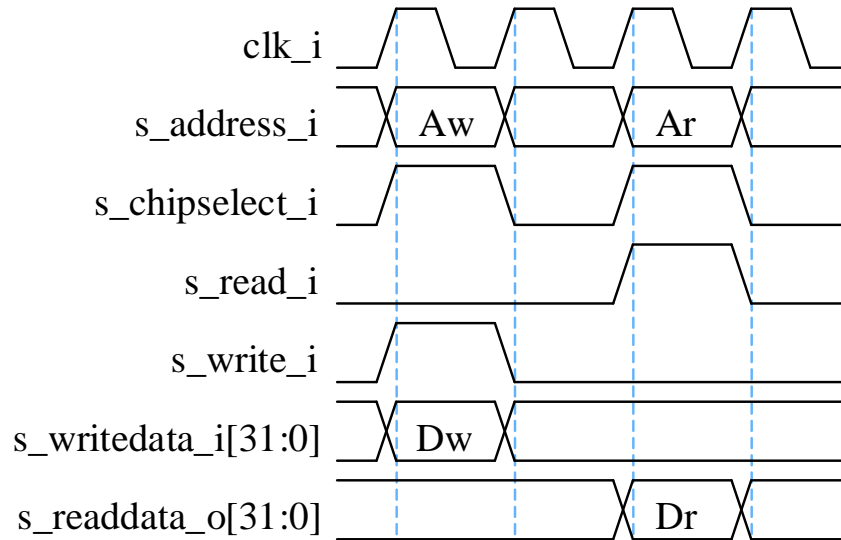 clk_i
s_address_i Aw Ar
s_chipselect_i
s_read_i
s_write_i
s_writedata_i[31:0] Dw
s_readdata_o[31:0] Dr